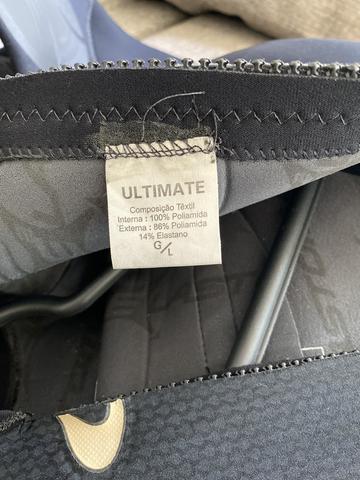 ULTIMATE
Composição Têxtil
Interna : 100% Poliamida
Externa : 86% Poliamida
14% Elastano
G/L